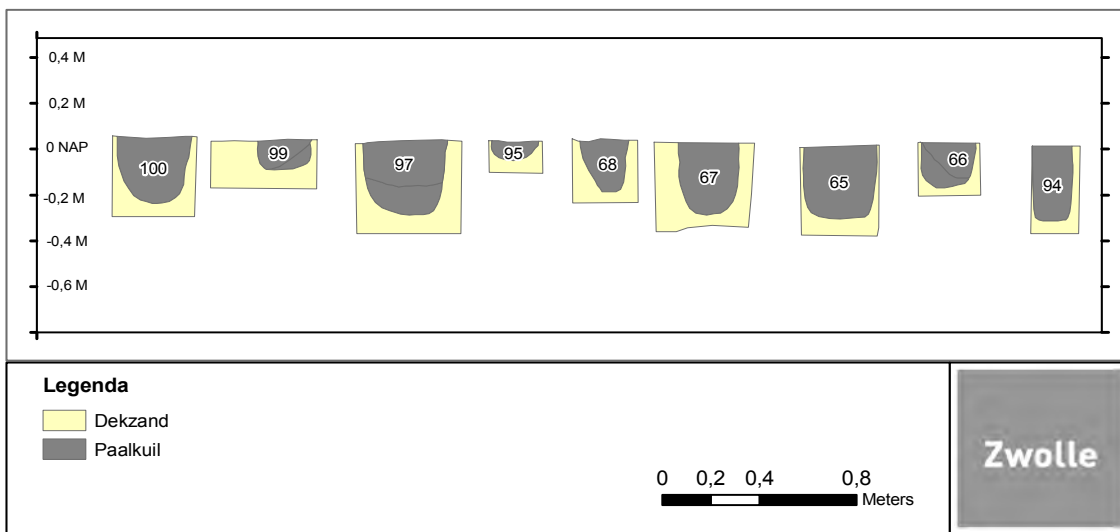 0,4 M
0,2 M
0 NAP
-0,2 M
-0,4 M
-0,6 M
100 99 97 95 68 67 65 66 94
Legenda
Dekzand
Paalkuil
0 0,2 0,4 0,8
Meters
Zwolle